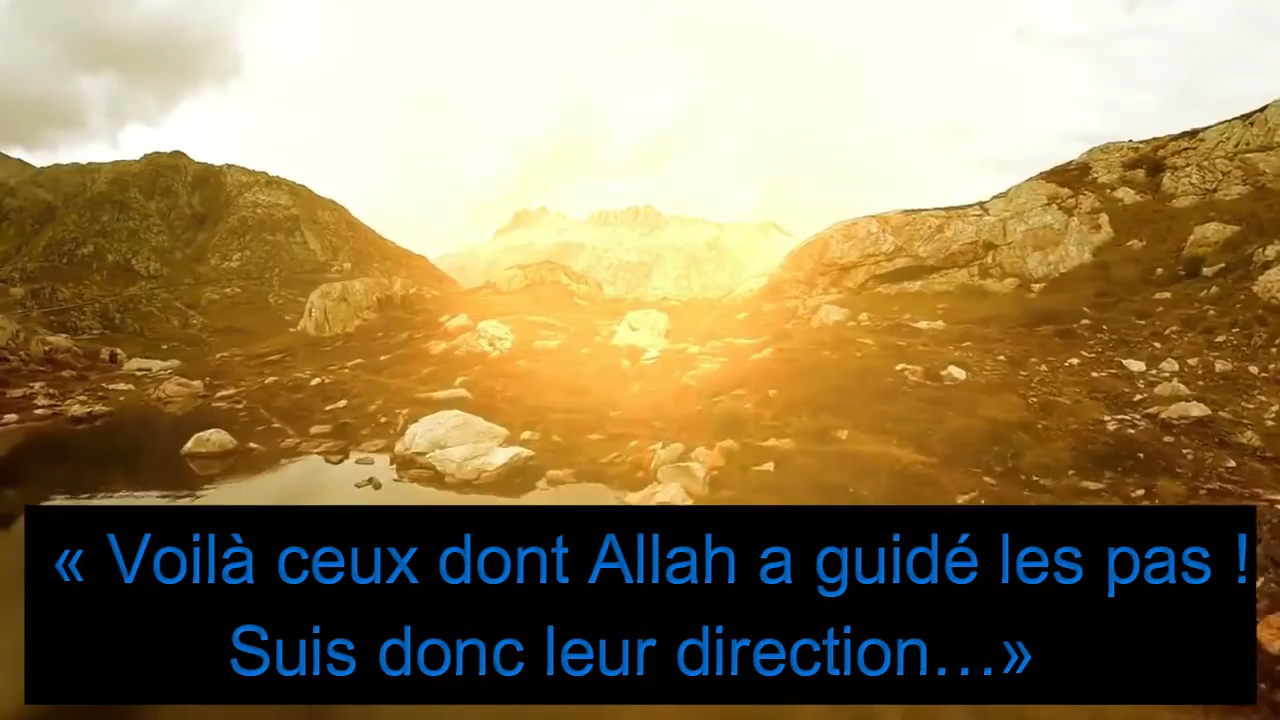 « Voilà ceux dont Allah a guidé les pas !
Suis donc leur direction…»